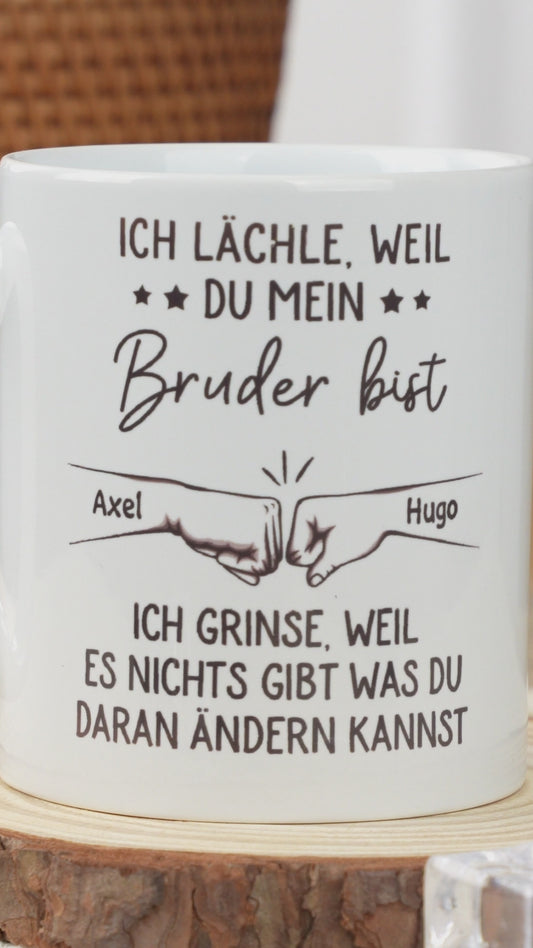 ICH LÄCHLE, WEIL
DU MEIN
Bruder bist
Axel Hugo
ICH GRINSE, WEIL
ES NICHTS GIBT WAS DU
DARAN ÄNDERN KANNST